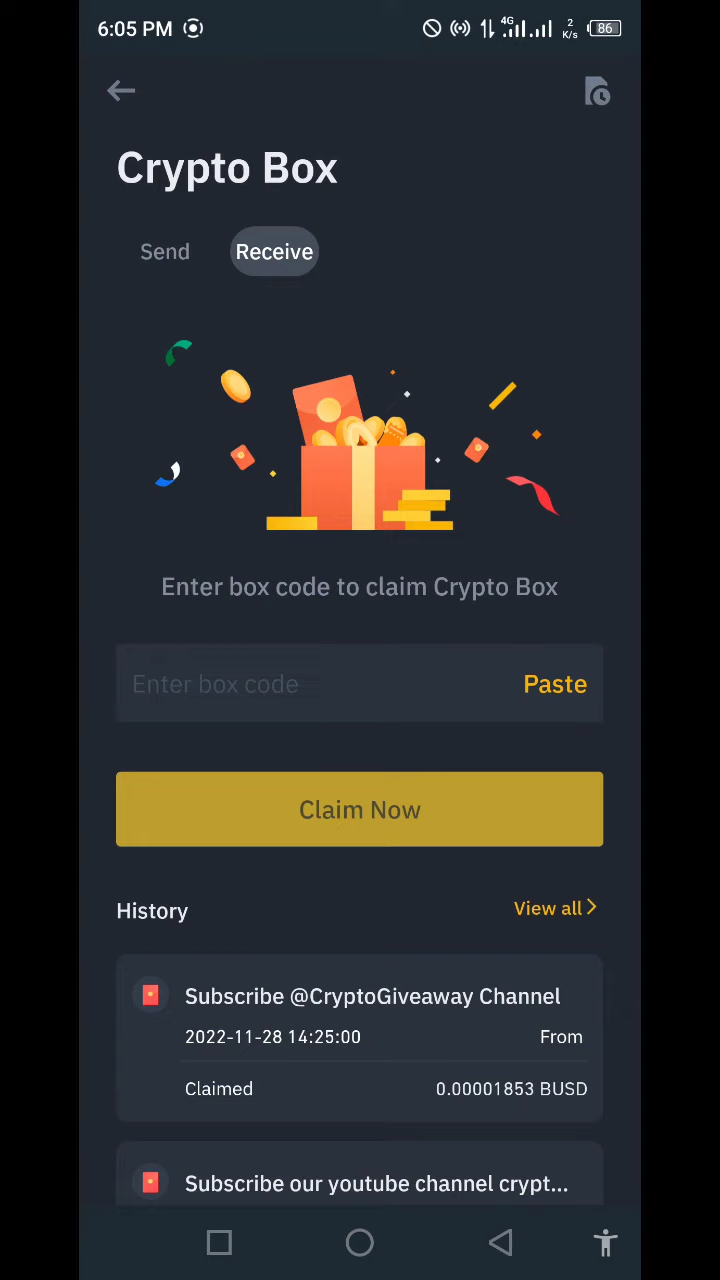 6:05 PM 4G 2 K/s 86
Crypto Box
Send Receive
Enter box code to claim Crypto Box
Enter box code Paste
Claim Now
History View all
Subscribe @CryptoGiveaway Channel
2022-11-28 14:25:00 From
Claimed 0.00001853 BUSD
Subscribe our youtube channel crypt...